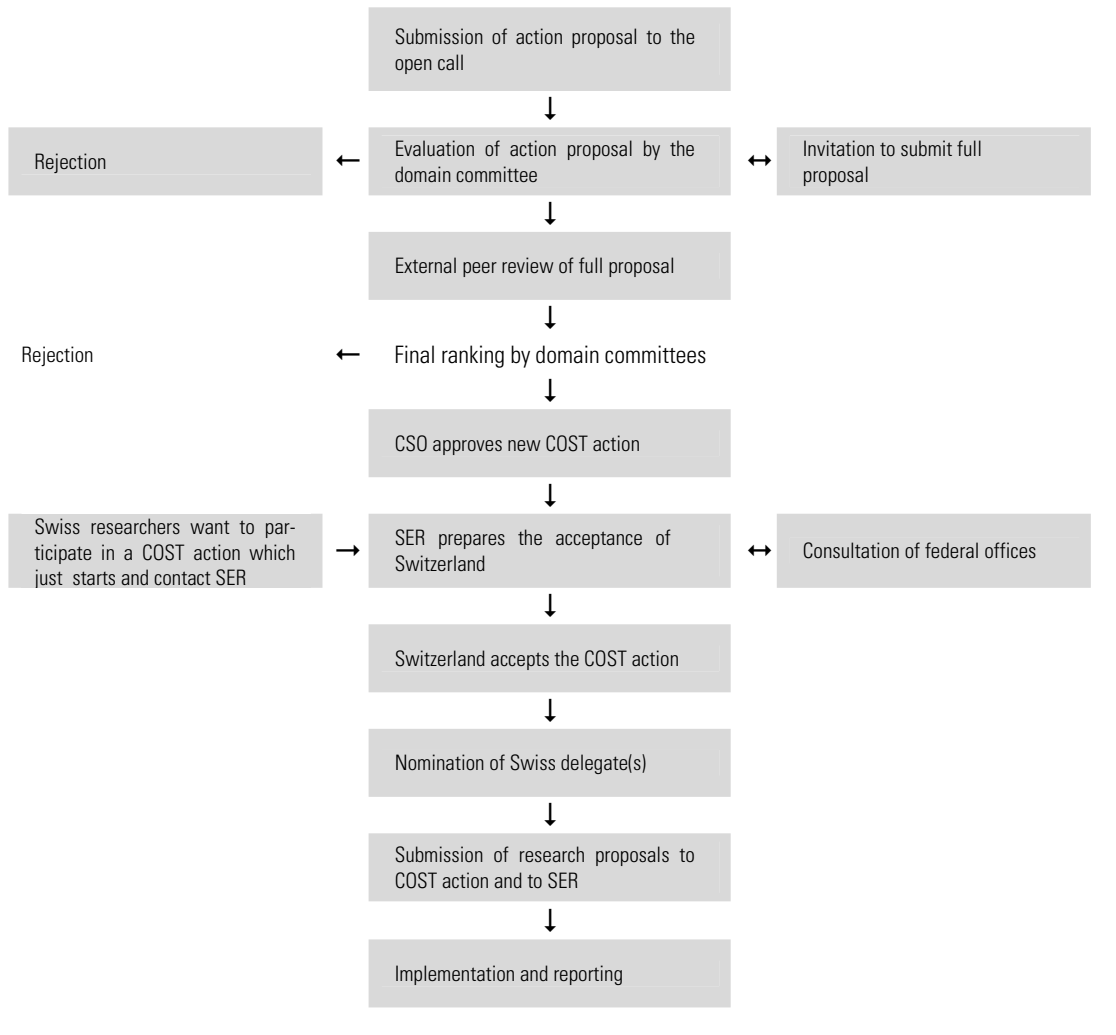 Submission of action proposal to the
open call
↓
Rejection
←
Evaluation of action proposal by the
domain committee
↔
Invitation to submit full
proposal
↓
External peer review of full proposal
↓
Rejection
←
Final ranking by domain committees
↓
CSO approves new COST action
↓
Swiss researchers want to par-
ticipate in a COST action which
just starts and contact SER
→
SER prepares the acceptance of
Switzerland
↔
Consultation of federal offices
↓
Switzerland accepts the COST action
↓
Nomination of Swiss delegate(s)
↓
Submission of research proposals to
COST action and to SER
↓
Implementation and reporting